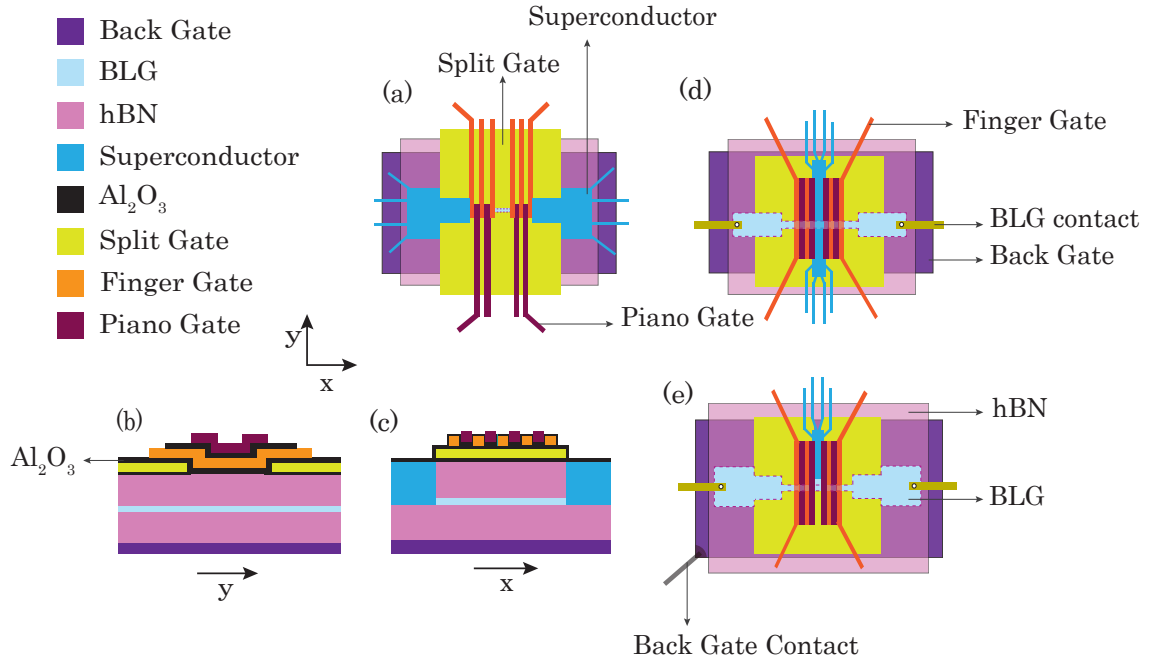 Back Gate
BLG
hBN
Superconductor
Al₂O₃
Split Gate
Finger Gate
Piano Gate
y
x
Superconductor
Split Gate
(a)
Piano Gate
(d)
Finger Gate
BLG contact
Back Gate
(b)
Al₂O₃
y
(c)
x
(e)
hBN
BLG
Back Gate Contact